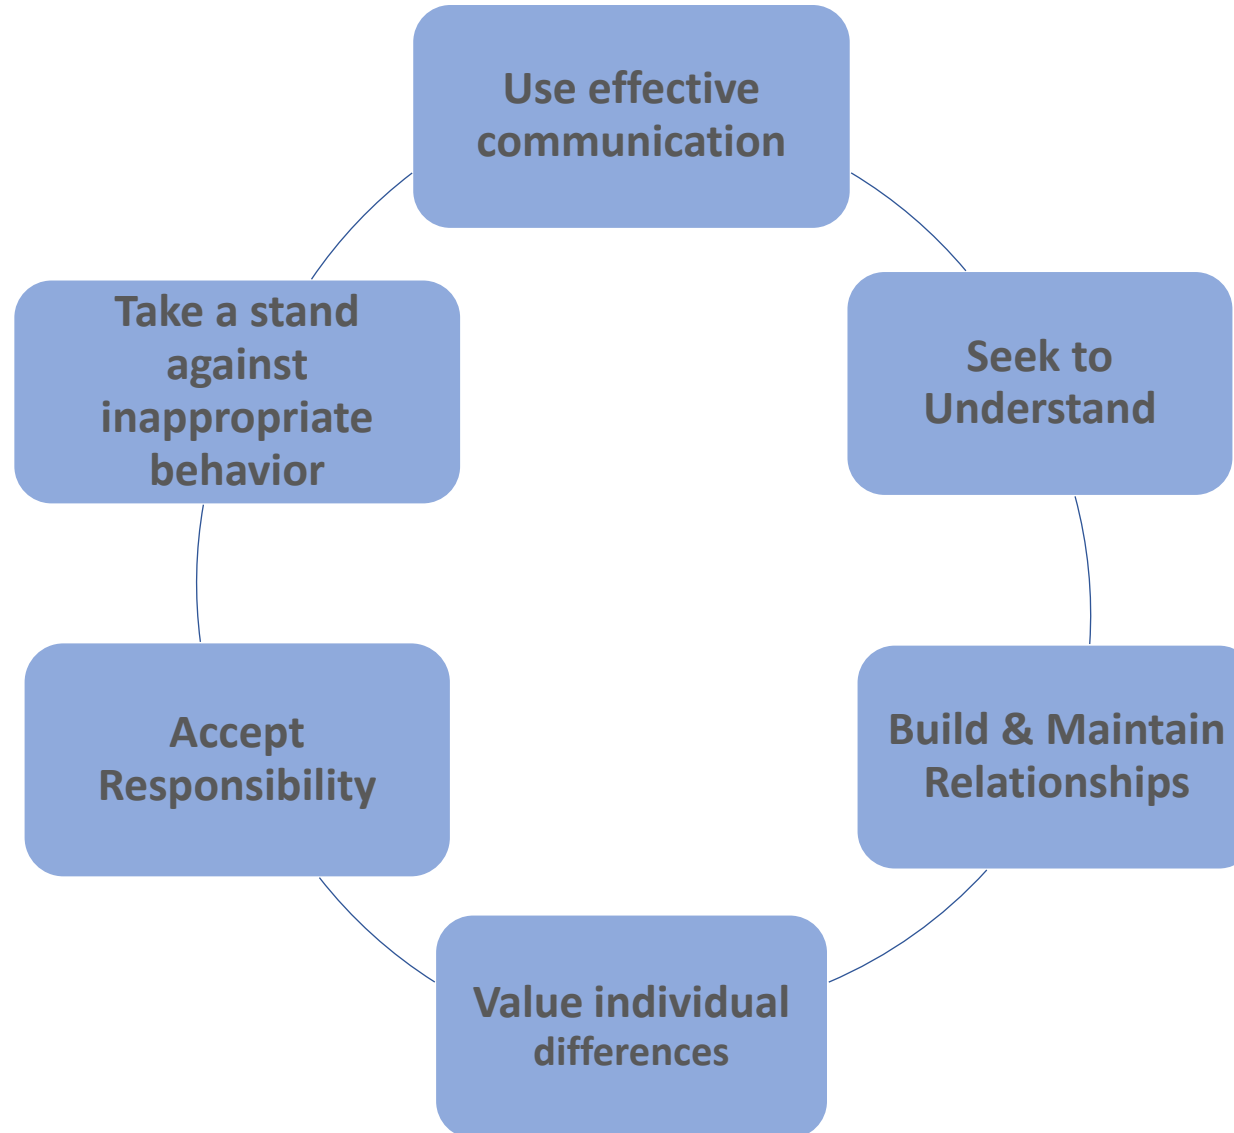 Use effective
communication
Seek to
Understand
Build & Maintain
Relationships
Value individual
differences
Accept
Responsibility
Take a stand
against
inappropriate
behavior